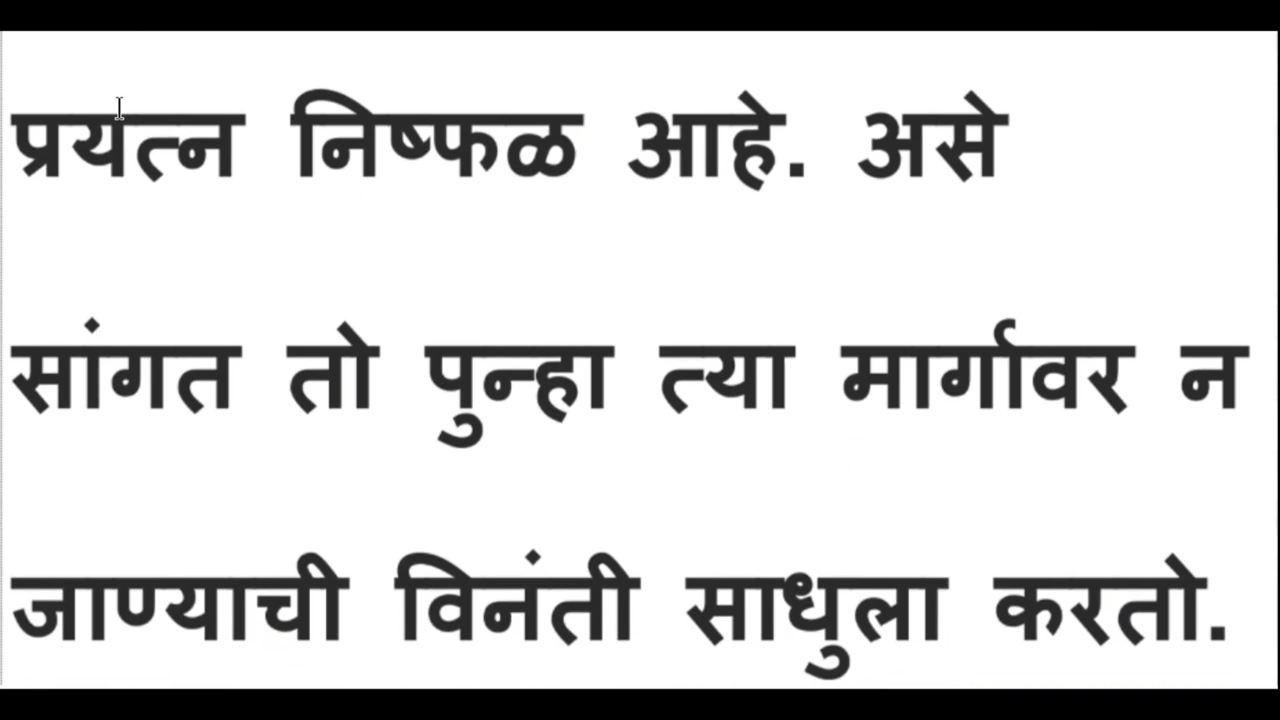 प्रयत्न निष्फळ आहे. असे
सांगत तो पुन्हा त्या मार्गावर न
जाण्याची विनंती साधुला करतो.